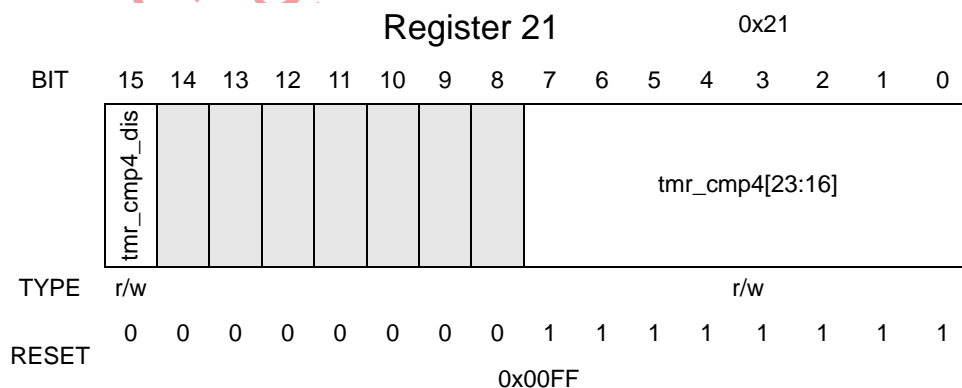 Register 21 0x21
BIT 15 14 13 12 11 10 9 8 7 6 5 4 3 2 1 0
tmr_cmp4_dis
tmr_cmp4[23:16]
TYPE r/w r/w
RESET 0 0 0 0 0 0 0 0 1 1 1 1 1 1 1 1
0x00FF